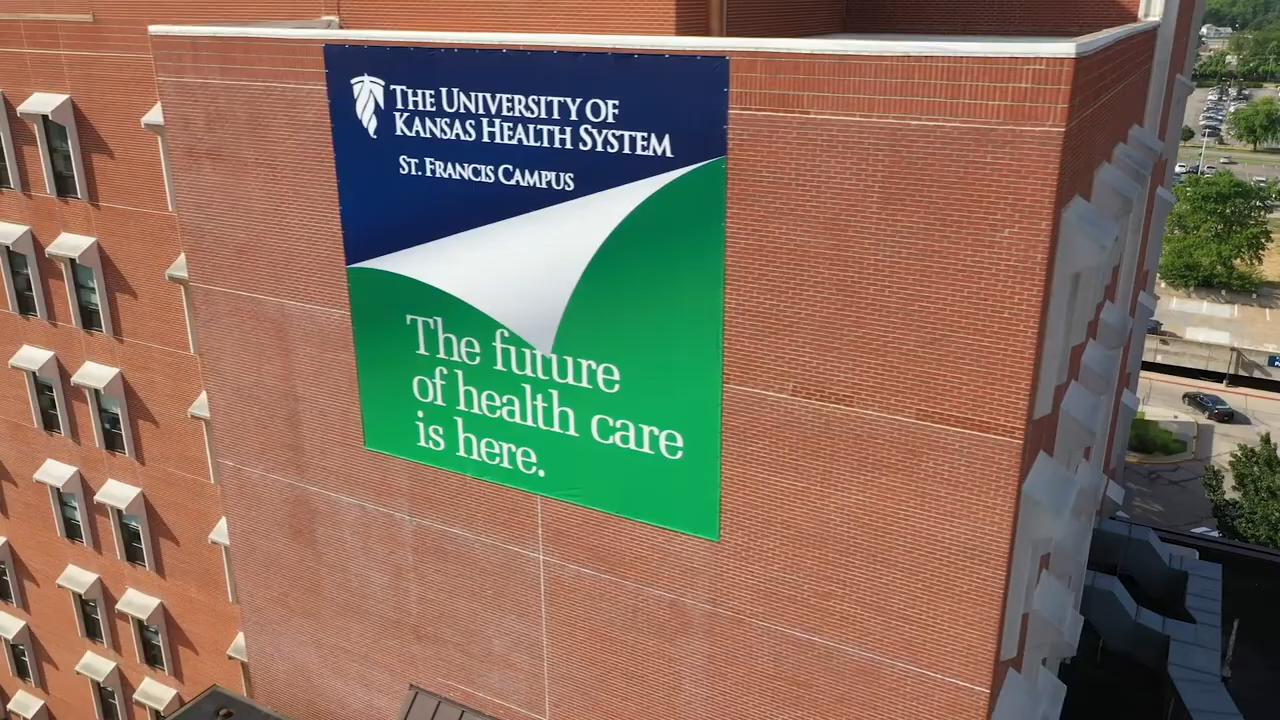 THE UNIVERSITY OF
KANSAS HEALTH SYSTEM
ST. FRANCIS CAMPUS
The future
of health care
is here.